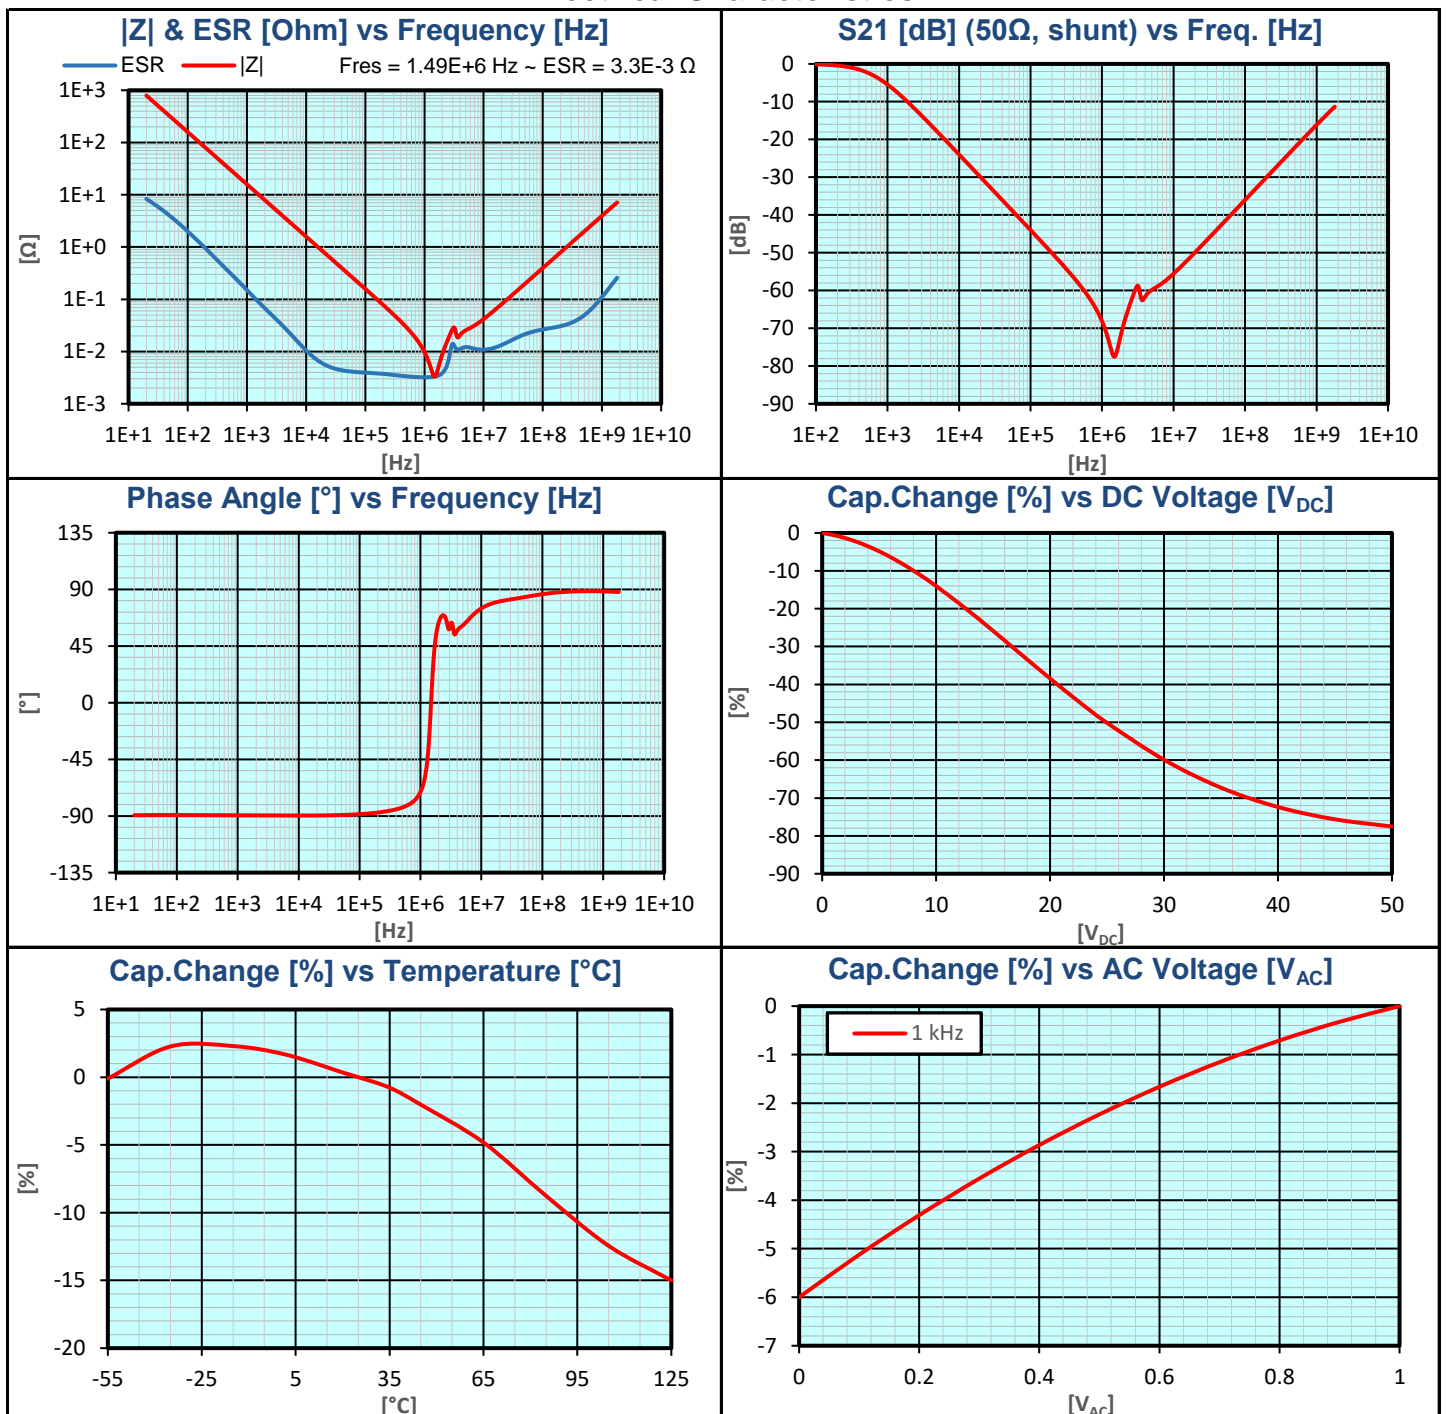 |Z| & ESR [Ohm] vs Frequency [Hz]
ESR |Z| Fres = 1.49E+6 Hz ~ ESR = 3.3E-3 Ω
1E+3
1E+2
1E+1
1E+0
1E-1
1E-2
1E-3
[Ω]
1E+1 1E+2 1E+3 1E+4 1E+5 1E+6 1E+7 1E+8 1E+9 1E+10
[Hz]
S21 [dB] (50Ω, shunt) vs Freq. [Hz]
0
-10
-20
-30
-40
-50
-60
-70
-80
-90
[dB]
1E+2 1E+3 1E+4 1E+5 1E+6 1E+7 1E+8 1E+9 1E+10
[Hz]
Phase Angle [°] vs Frequency [Hz]
135
90
45
0
-45
-90
-135
[°]
1E+1 1E+2 1E+3 1E+4 1E+5 1E+6 1E+7 1E+8 1E+9 1E+10
[Hz]
Cap.Change [%] vs DC Voltage [VDC]
0
-10
-20
-30
-40
-50
-60
-70
-80
-90
[%]
0 10 20 30 40 50
[VDC]
Cap.Change [%] vs Temperature [°C]
5
0
-5
-10
-15
-20
[%]
-55 -25 5 35 65 95 125
[°C]
Cap.Change [%] vs AC Voltage [VAC]
1 kHz
0
-1
-2
-3
-4
-5
-6
-7
[%]
0 0.2 0.4 0.6 0.8 1
[VAC]